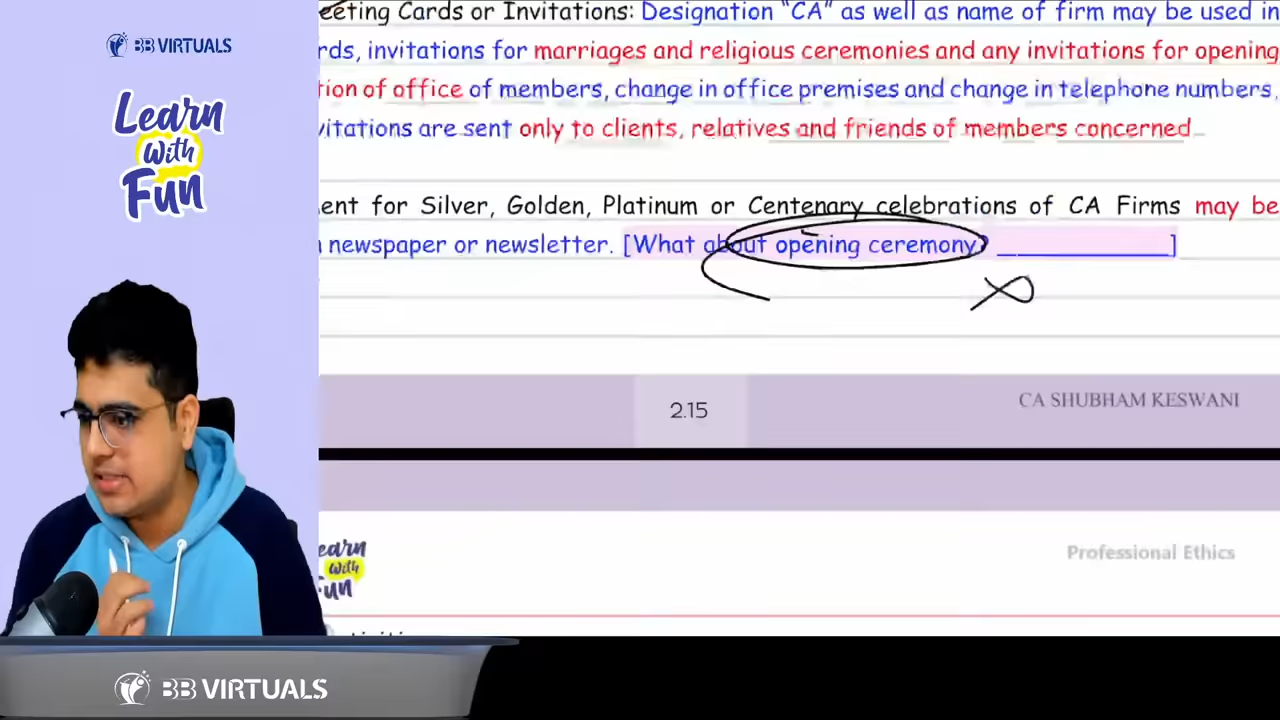 BB VIRTUALS
Learn
With
Fun
eeting Cards or Invitations: Designation "CA" as well as name of firm may be used in
rds, invitations for marriages and religious ceremonies and any invitations for opening
tion of office of members, change in office premises and change in telephone numbers,
vitations are sent only to clients, relatives and friends of members concerned
ent for Silver, Golden, Platinum or Centenary celebrations of CA Firms may be
newspaper or newsletter. [What about opening ceremony? ____________]
2.15
CA SHUBHAM KESWANI
earn
With
un
Professional Ethics
BB VIRTUALS